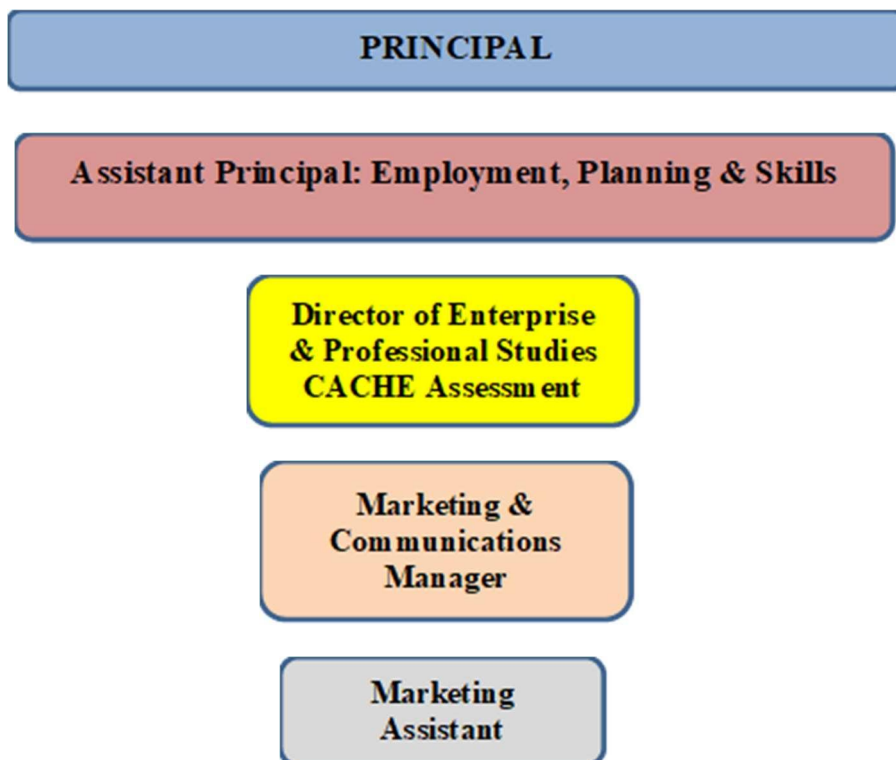 PRINCIPAL
Assistant Principal: Employment, Planning & Skills
Director of Enterprise
& Professional Studies
CACHE Assessment
Marketing &
Communications
Manager
Marketing
Assistant